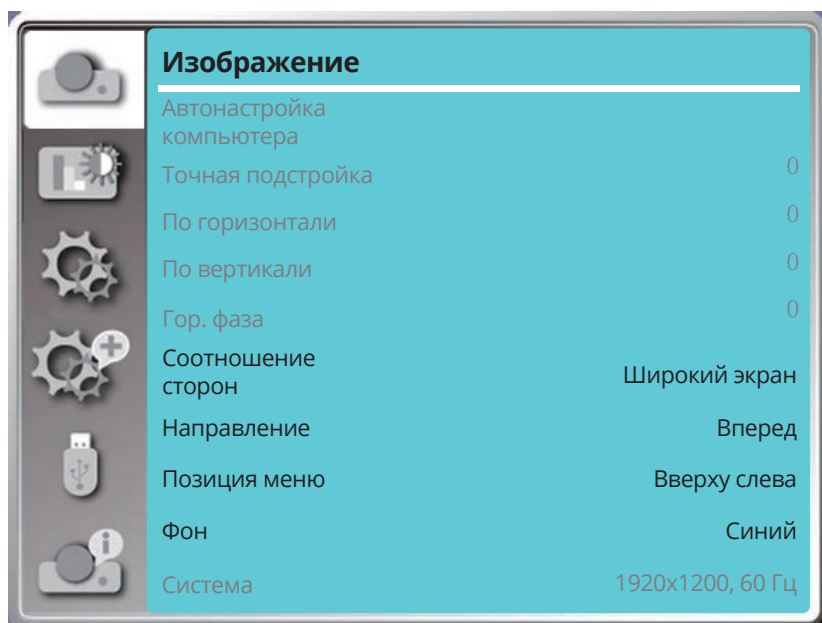 Изображение
Автонастройка
компьютера
Точная подстройка 0
По горизонтали 0
По вертикали 0
Гор. фаза 0
Соотношение
сторон Широкий экран
Направление Вперед
Позиция меню Вверху слева
Фон Синий
Система 1920x1200, 60 Гц